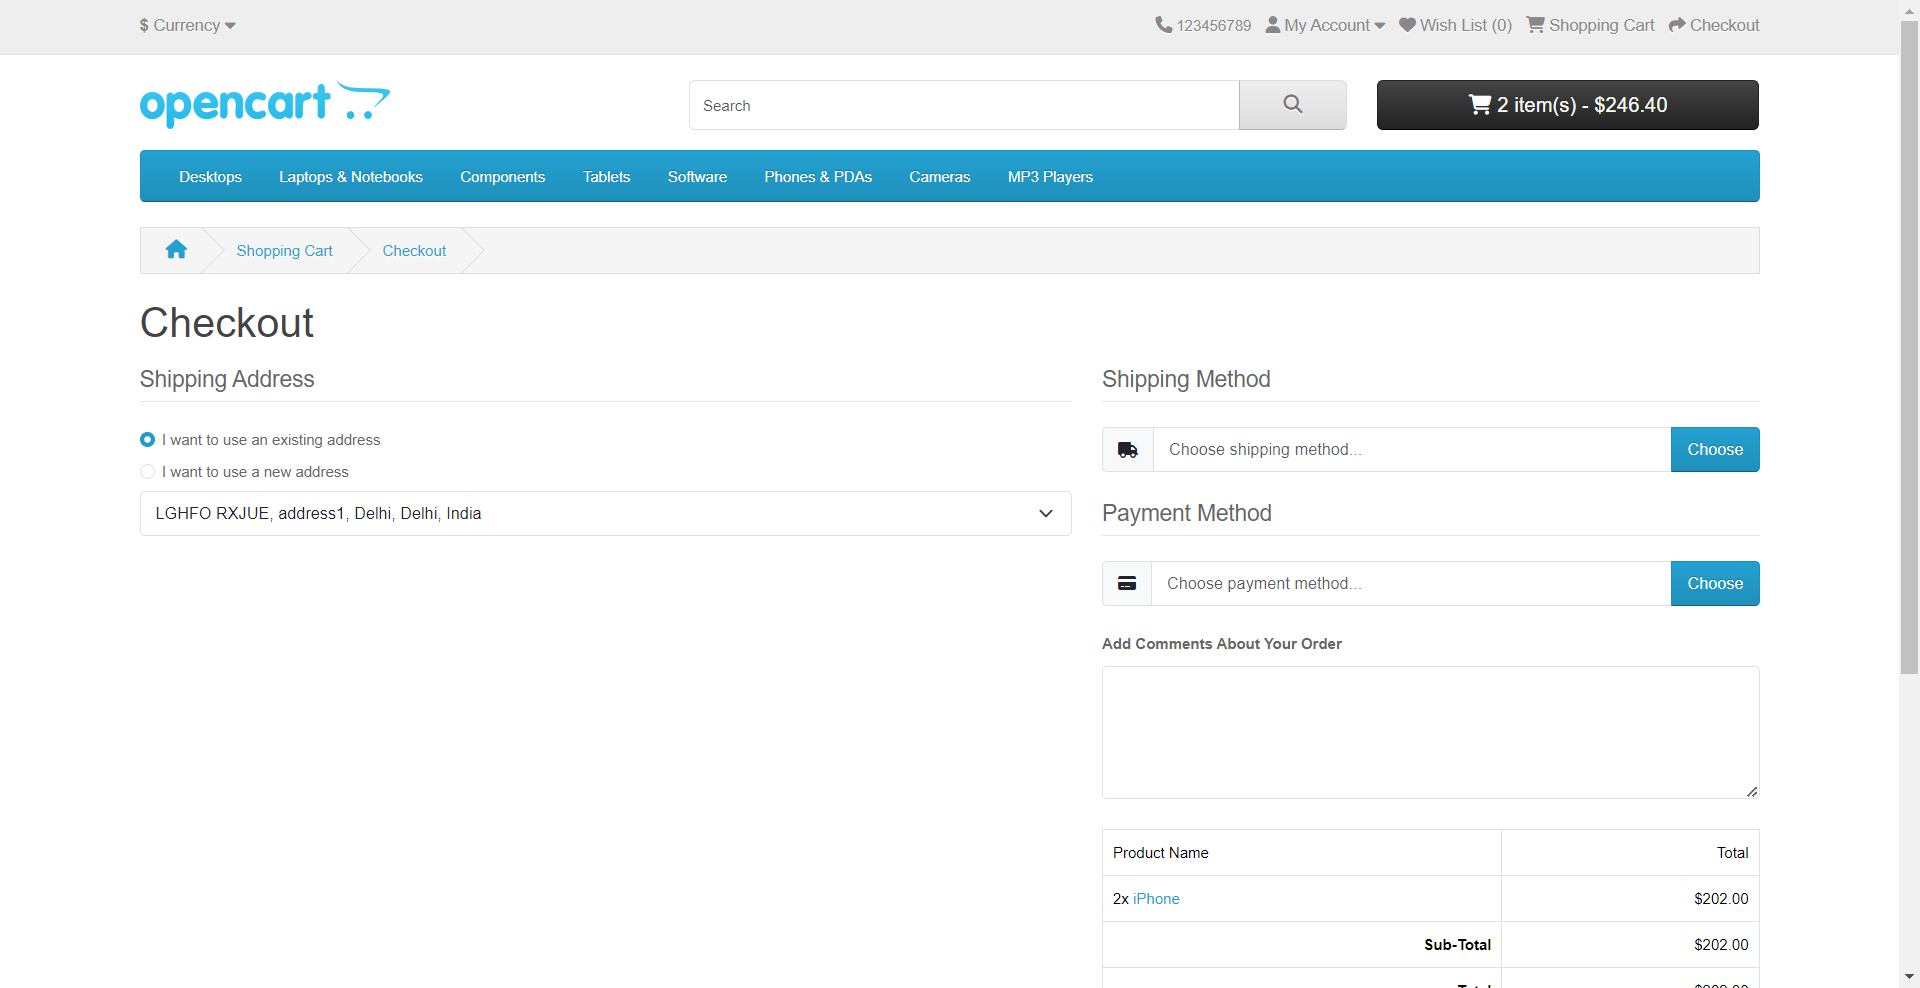 $ Currency
123456789 My Account Wish List (0) Shopping Cart Checkout
opencart
Search
2 item(s) - $246.40
Desktops Laptops & Notebooks Components Tablets Software Phones & PDAs Cameras MP3 Players
Shopping Cart Checkout
Checkout
Shipping Address
I want to use an existing address
I want to use a new address
LGHFO RXJUE, address1, Delhi, Delhi, India
Shipping Method
Choose shipping method... Choose
Payment Method
Choose payment method... Choose
Add Comments About Your Order
Product Name Total
2x iPhone $202.00
Sub-Total $202.00